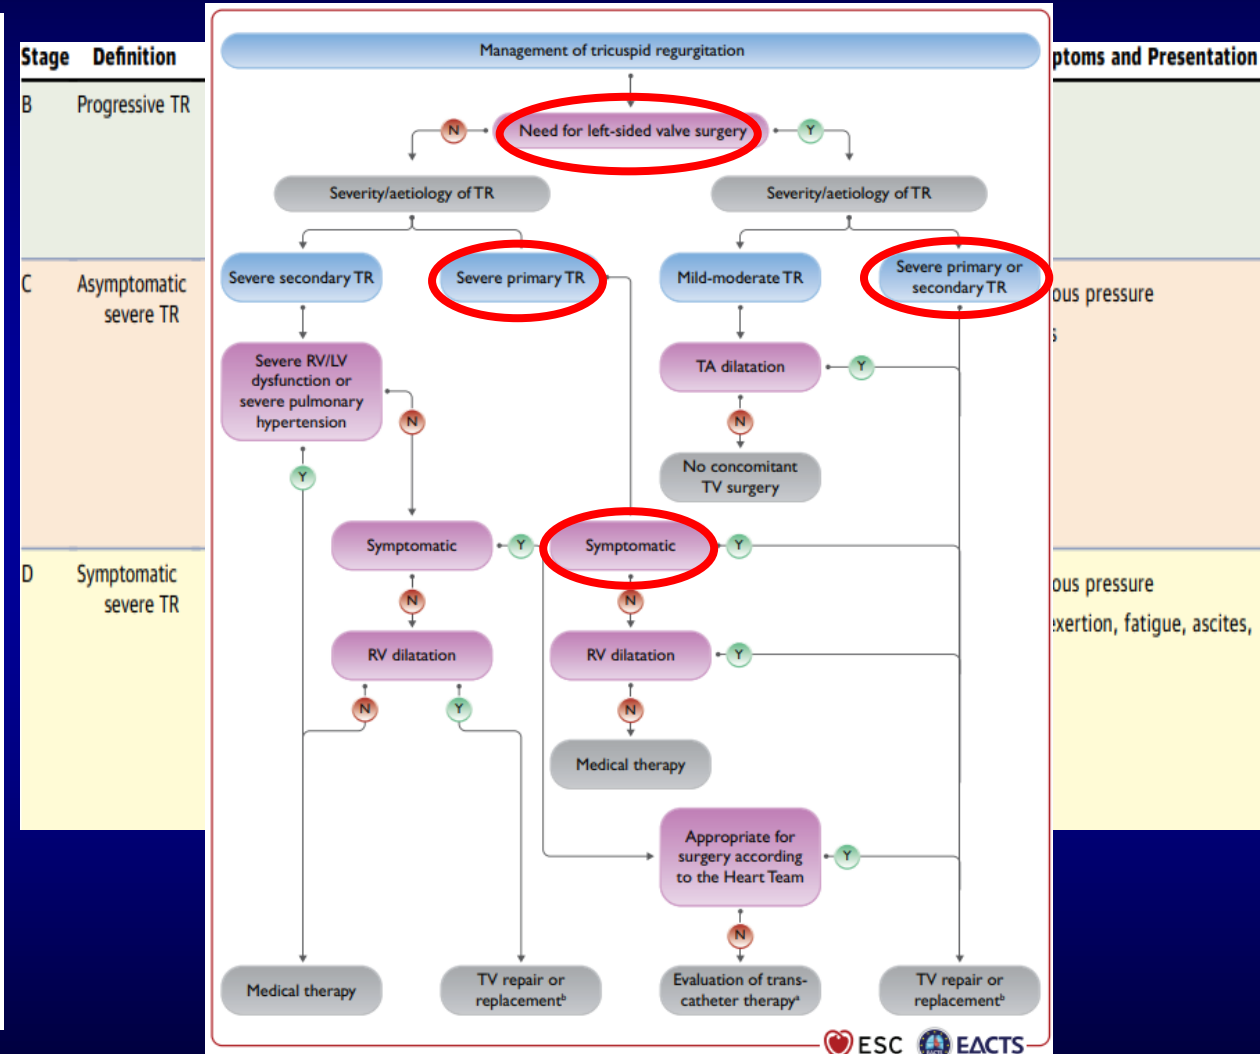 Stage Definition
ptoms and Presentation
B Progressive TR
C Asymptomatic
severe TR
ous pressure
s
D Symptomatic
severe TR
ous pressure
exertion, fatigue, ascites,
Management of tricuspid regurgitation
Need for left-sided valve surgery
N
Y
Severity/aetiology of TR
Severity/aetiology of TR
Severe secondary TR
Severe primary TR
Mild-moderate TR
Severe primary or
secondary TR
Severe RV/LV
dysfunction or
severe pulmonary
hypertension
N
Y
TA dilatation
Y
N
No concomitant
TV surgery
Symptomatic
Y
Symptomatic
Y
N
N
RV dilatation
RV dilatation
Y
N
Y
N
Medical therapy
Appropriate for
surgery according
to the Heart Team
Y
N
Medical therapy
TV repair or
replacementᵇ
Evaluation of trans-
catheter therapyᵃ
TV repair or
replacementᵇ
ESC EACTS